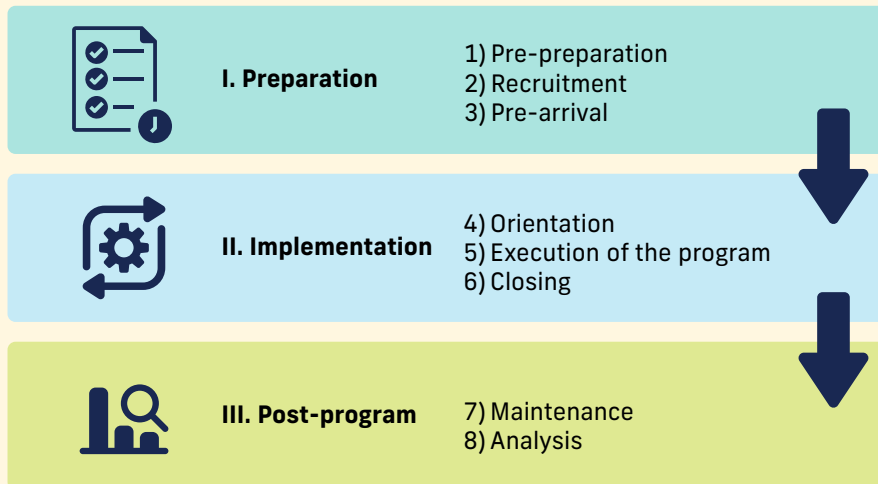 I. Preparation
1) Pre-preparation
2) Recruitment
3) Pre-arrival
II. Implementation
4) Orientation
5) Execution of the program
6) Closing
III. Post-program
7) Maintenance
8) Analysis